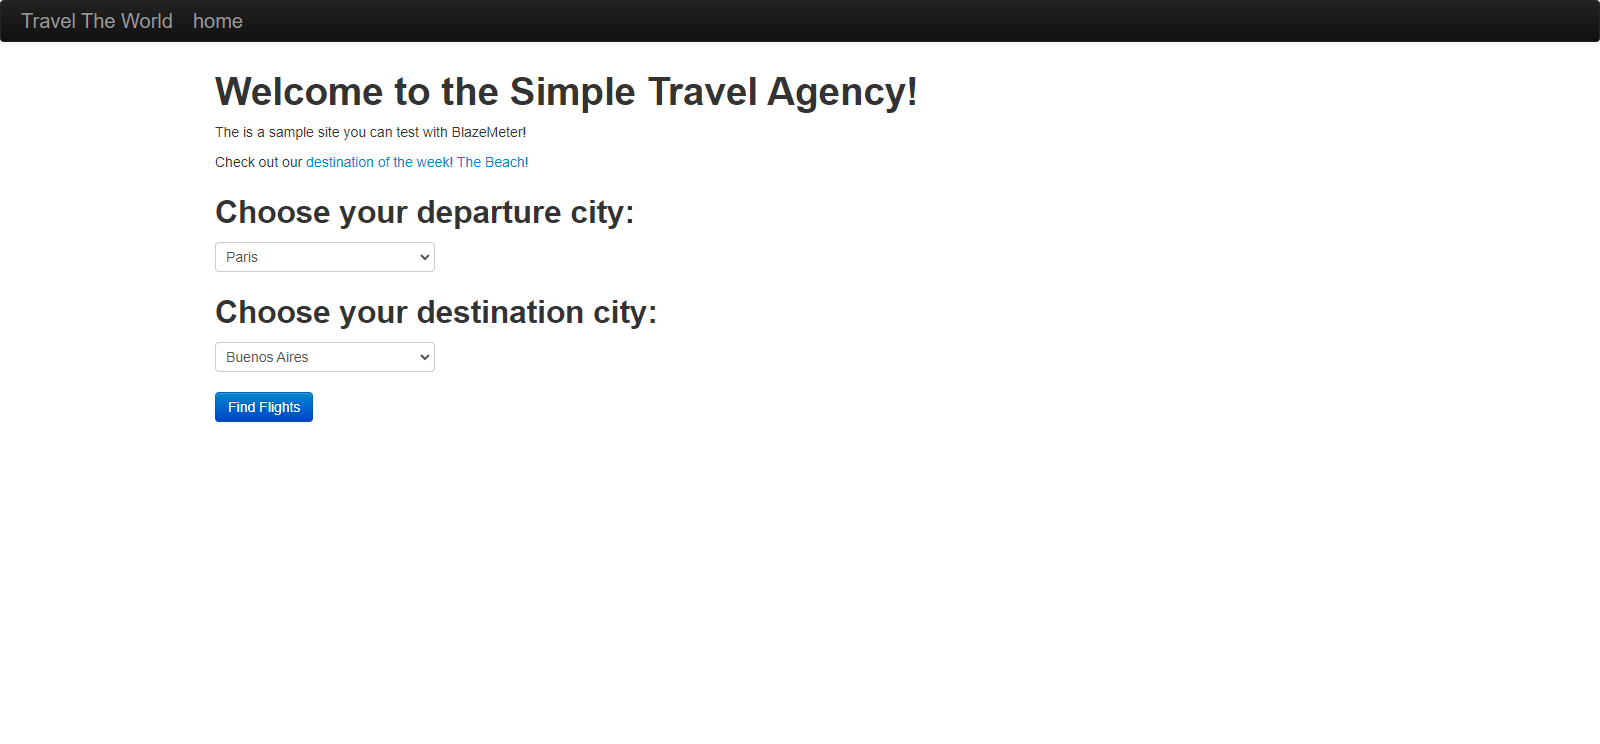 Travel The World home
Welcome to the Simple Travel Agency!
The is a sample site you can test with BlazeMeter!
Check out our destination of the week! The Beach!
Choose your departure city:
Paris
Choose your destination city:
Buenos Aires
Find Flights